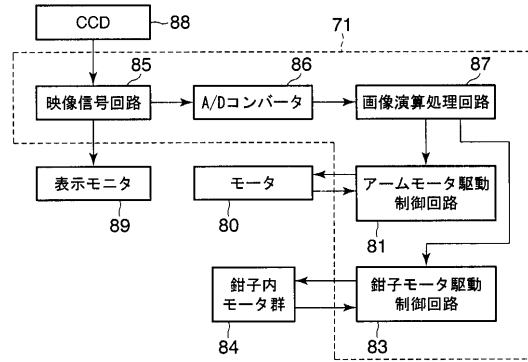 CCD
88
71
85
86
87
映像信号回路
A/Dコンバータ
画像演算処理回路
表示モニタ
89
モータ
80
アームモータ駆動
制御回路
81
鉗子内
モータ群
84
鉗子モータ駆動
制御回路
83